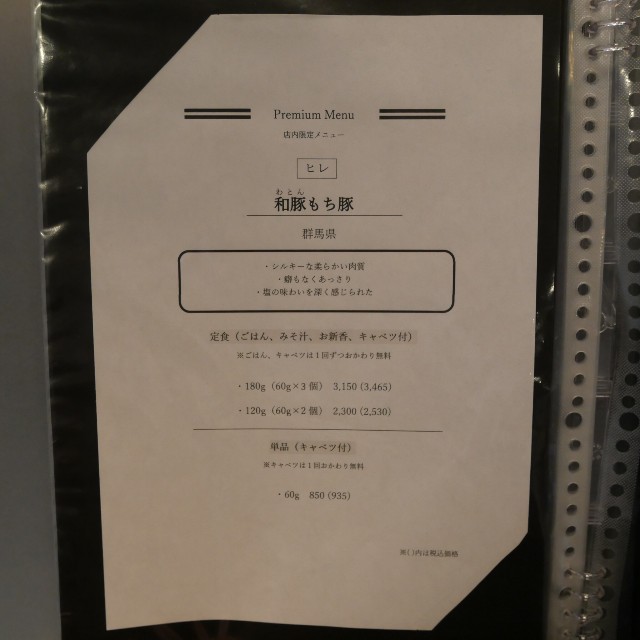 Premium Menu
店内限定メニュー
ヒレ
わとん
和豚もち豚
群馬県
・シルキーな柔らかい肉質
・癖もなくあっさり
・塩の味わいを深く感じられた
定食（ごはん、みそ汁、お新香、キャベツ付）
※ごはん、キャベツは1回ずつおかわり無料
・180g（60g×3個） 3,150 (3,465)
・120g（60g×2個） 2,300 (2,530)
単品（キャベツ付）
※キャベツは1回おかわり無料
・60g 850 (935)
※( )内は税込価格